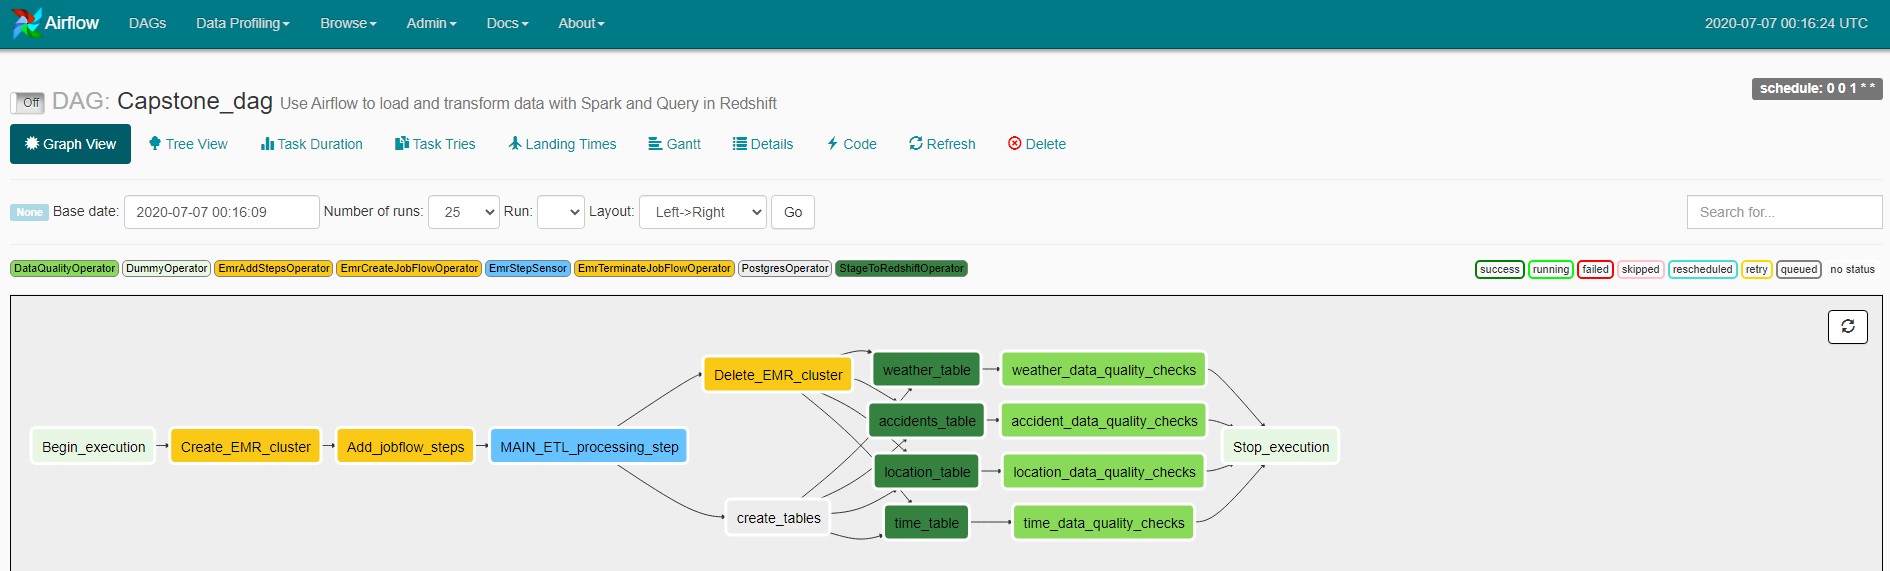 Airflow DAGs Data Profiling Browse Admin Docs About 2020-07-07 00:16:24 UTC
schedule: 0 0 1 * *
Off DAG: Capstone_dag Use Airflow to load and transform data with Spark and Query in Redshift
Graph View Tree View Task Duration Task Tries Landing Times Gantt Details Code Refresh Delete
None Base date: 2020-07-07 00:16:09 Number of runs: 25 Run: Layout: Left->Right Go Search for...
DataQualityOperator DummyOperator EmrAddStepsOperator EmrCreateJobFlowOperator EmrStepSensor EmrTerminateJobFlowOperator PostgresOperator StageToRedshiftOperator success running failed skipped rescheduled retry queued no status
weather_table weather_data_quality_checks
Delete_EMR_cluster
accidents_table accident_data_quality_checks
Begin_execution Create_EMR_cluster Add_jobflow_steps MAIN_ETL_processing_step Stop_execution
location_table location_data_quality_checks
create_tables
time_table time_data_quality_checks